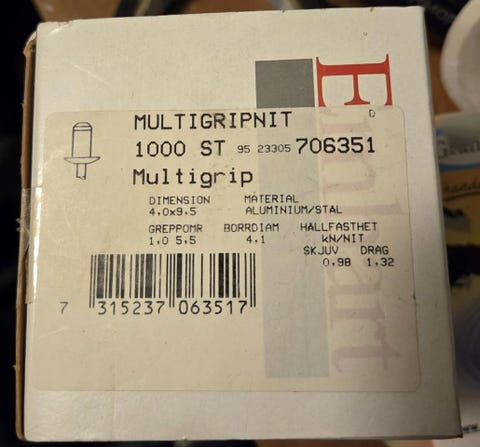 Emhart
D
MULTIGRIPNIT
1000 ST 95 23305 706351
Multigrip
DIMENSION MATERIAL
4,0x9,5 ALUMINIUM/STAL
GREPPOMR BORRDIAM HALLFASTHET
1,0 5,5 4,1 kN/NIT
SKJUV DRAG
0,98 1,32
7 315237 063517